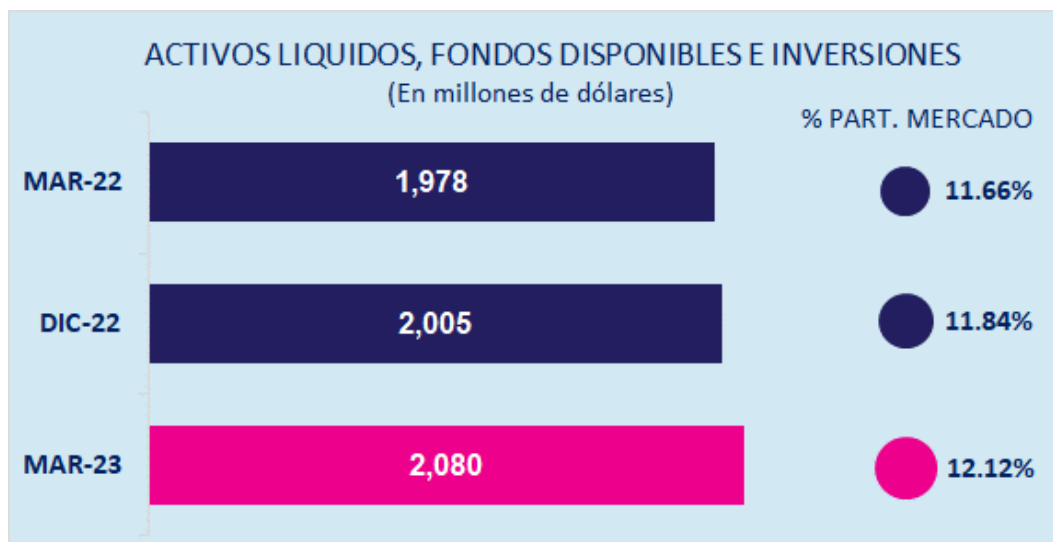 ACTIVOS LIQUIDOS, FONDOS DISPONIBLES E INVERSIONES
(En millones de dólares)
% PART. MERCADO
MAR-22 1,978 11.66%
DIC-22 2,005 11.84%
MAR-23 2,080 12.12%